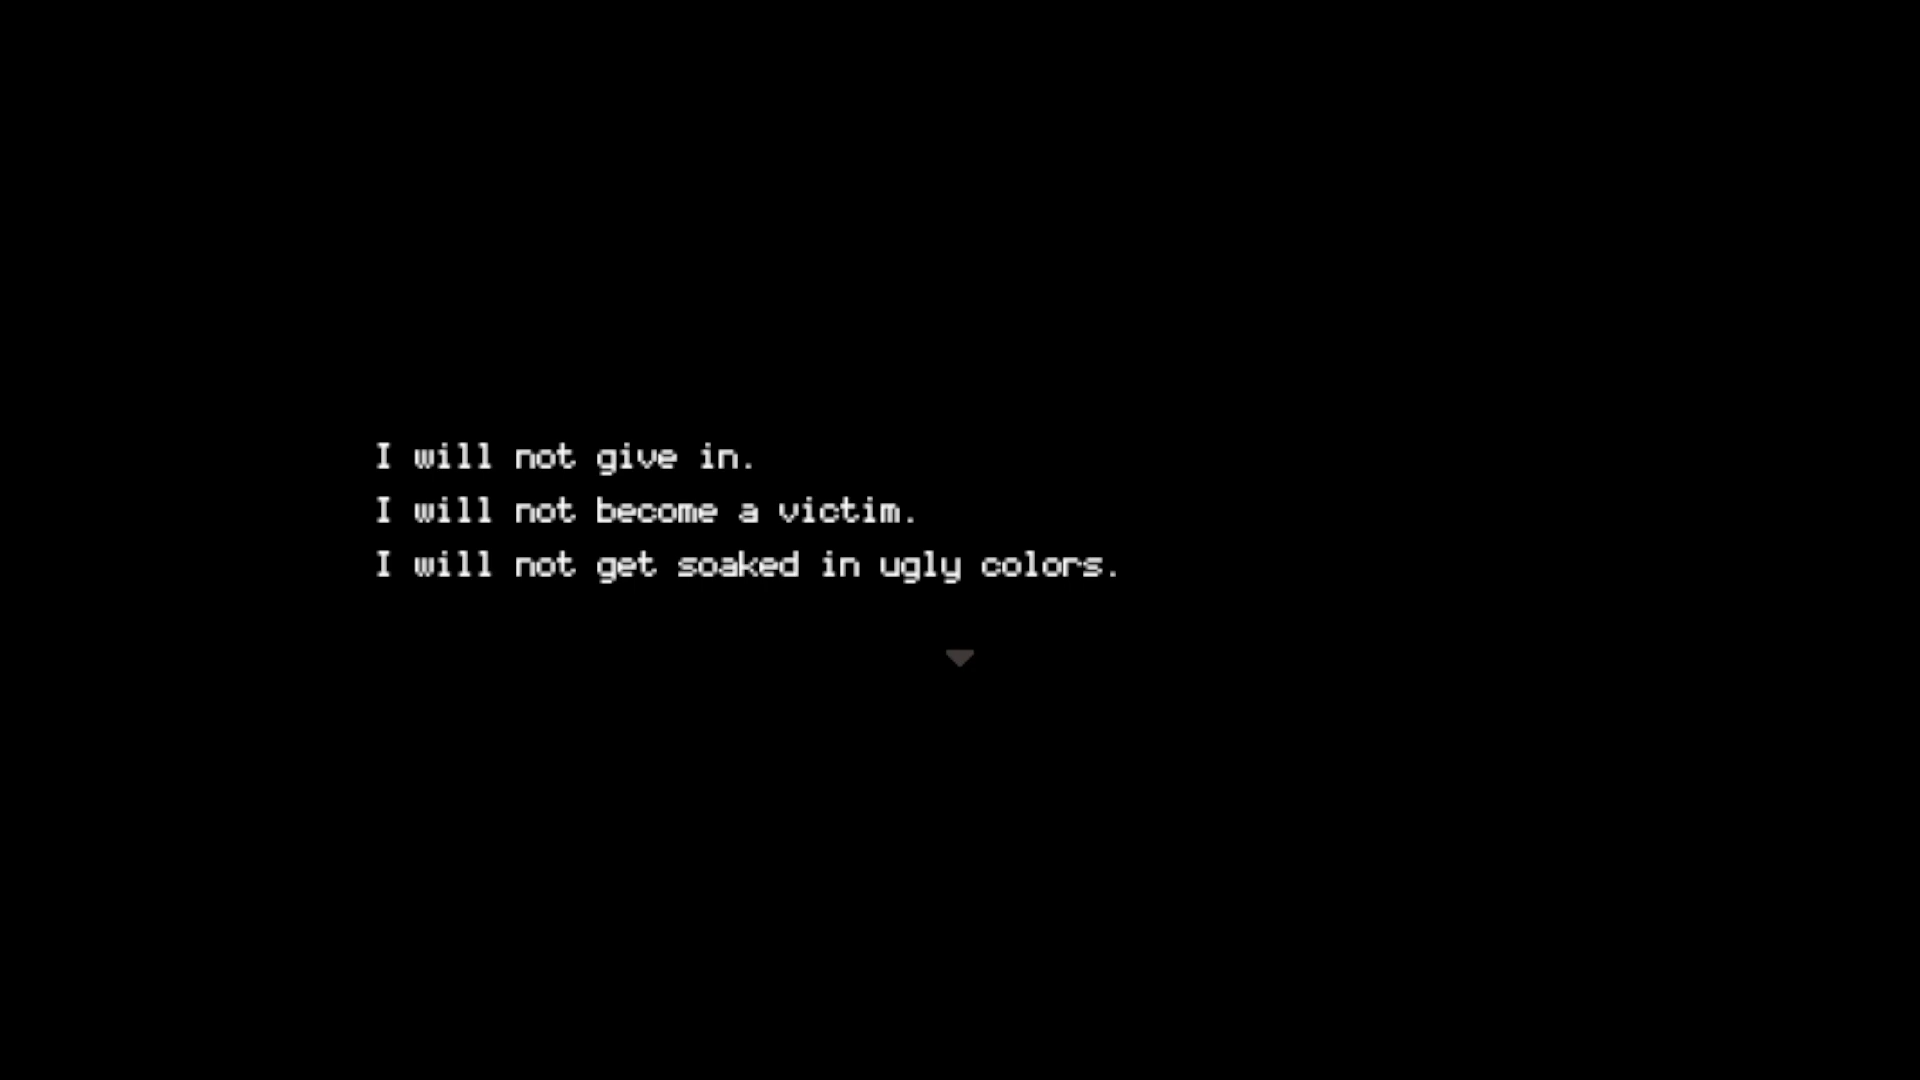 I will not give in.
I will not become a victim.
I will not get soaked in ugly colors.